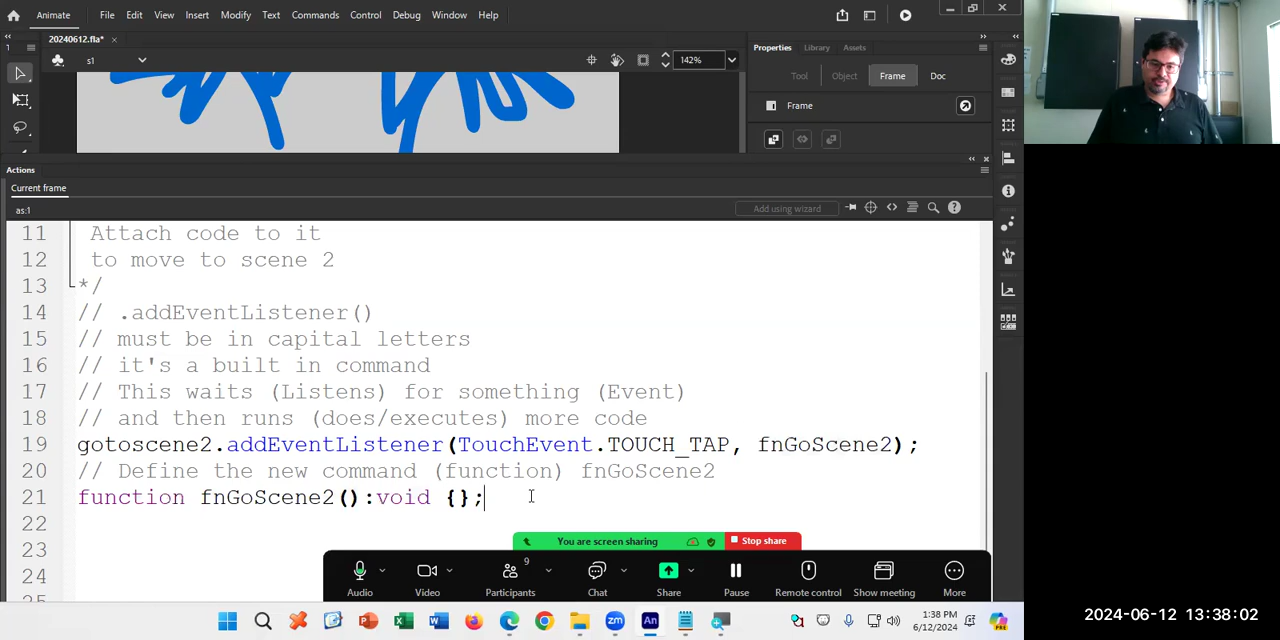 Animate
File Edit View Insert Modify Text Commands Control Debug Window Help
20240612.fla*
1
s1
142%
Properties Library Assets
Tool Object Frame Doc
Frame
Actions
Current frame
as:1
Add using wizard
11 Attach code to it
12 to move to scene 2
13 */
14 // .addEventListener()
15 // must be in capital letters
16 // it's a built in command
17 // This waits (Listens) for something (Event)
18 // and then runs (does/executes) more code
19 gotoscene2.addEventListener(TouchEvent.TOUCH_TAP, fnGoScene2);
20 // Define the new command (function) fnGoScene2
21 function fnGoScene2():void {};
22
23
24
25
You are screen sharing Stop share
9
Audio Video Participants Chat Share Pause Remote control Show meeting More
An
zm
1:38 PM
6/12/2024
PRE
2024-06-12 13:38:02